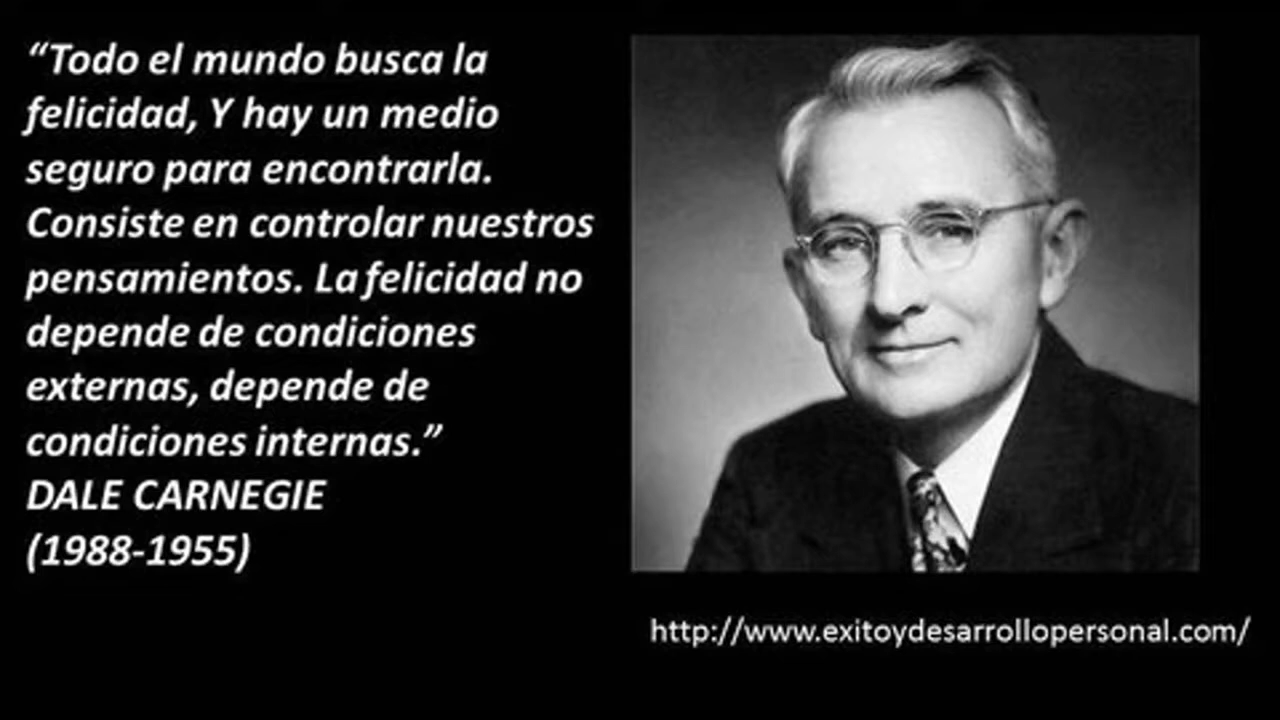 “Todo el mundo busca la
felicidad, Y hay un medio
seguro para encontrarla.
Consiste en controlar nuestros
pensamientos. La felicidad no
depende de condiciones
externas, depende de
condiciones internas.”
DALE CARNEGIE
(1988-1955)
http://www.exitoydesarrollopersonal.com/